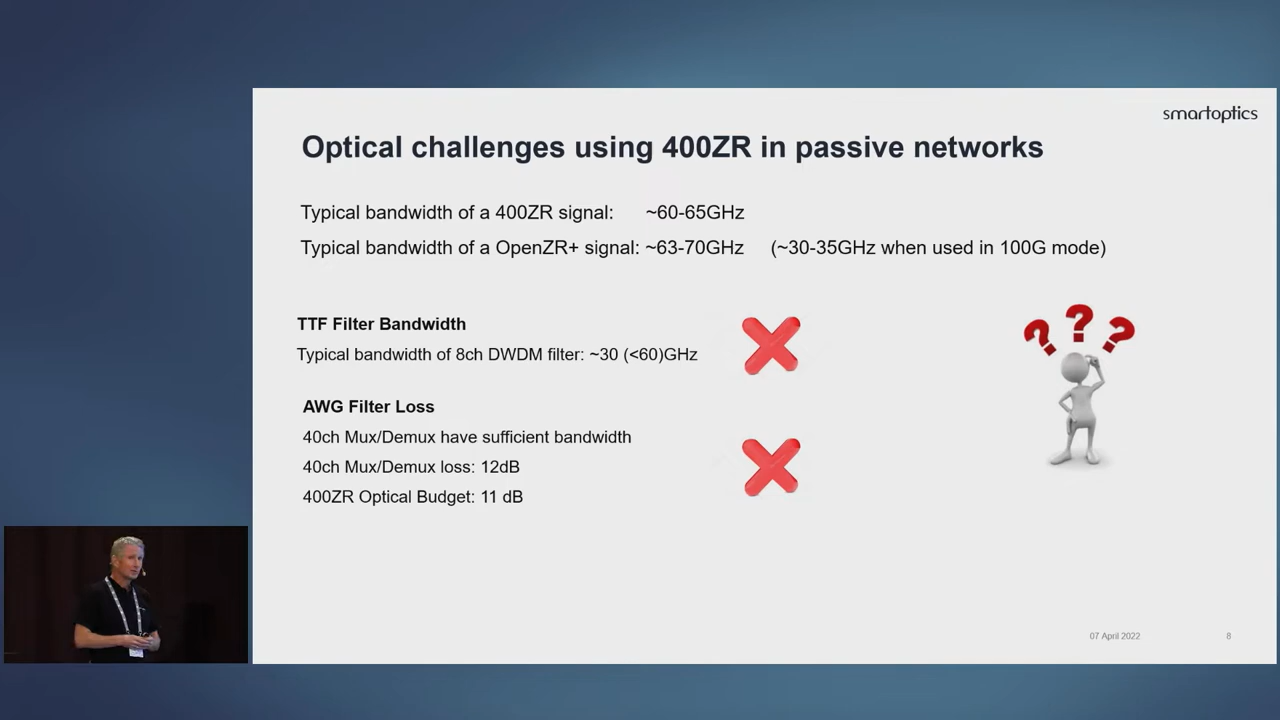 smartoptics
Optical challenges using 400ZR in passive networks
Typical bandwidth of a 400ZR signal: ~60-65GHz
Typical bandwidth of a OpenZR+ signal: ~63-70GHz (~30-35GHz when used in 100G mode)
TTF Filter Bandwidth
Typical bandwidth of 8ch DWDM filter: ~30 (<60)GHz
AWG Filter Loss
40ch Mux/Demux have sufficient bandwidth
40ch Mux/Demux loss: 12dB
400ZR Optical Budget: 11 dB
? ? ?
07 April 2022 8